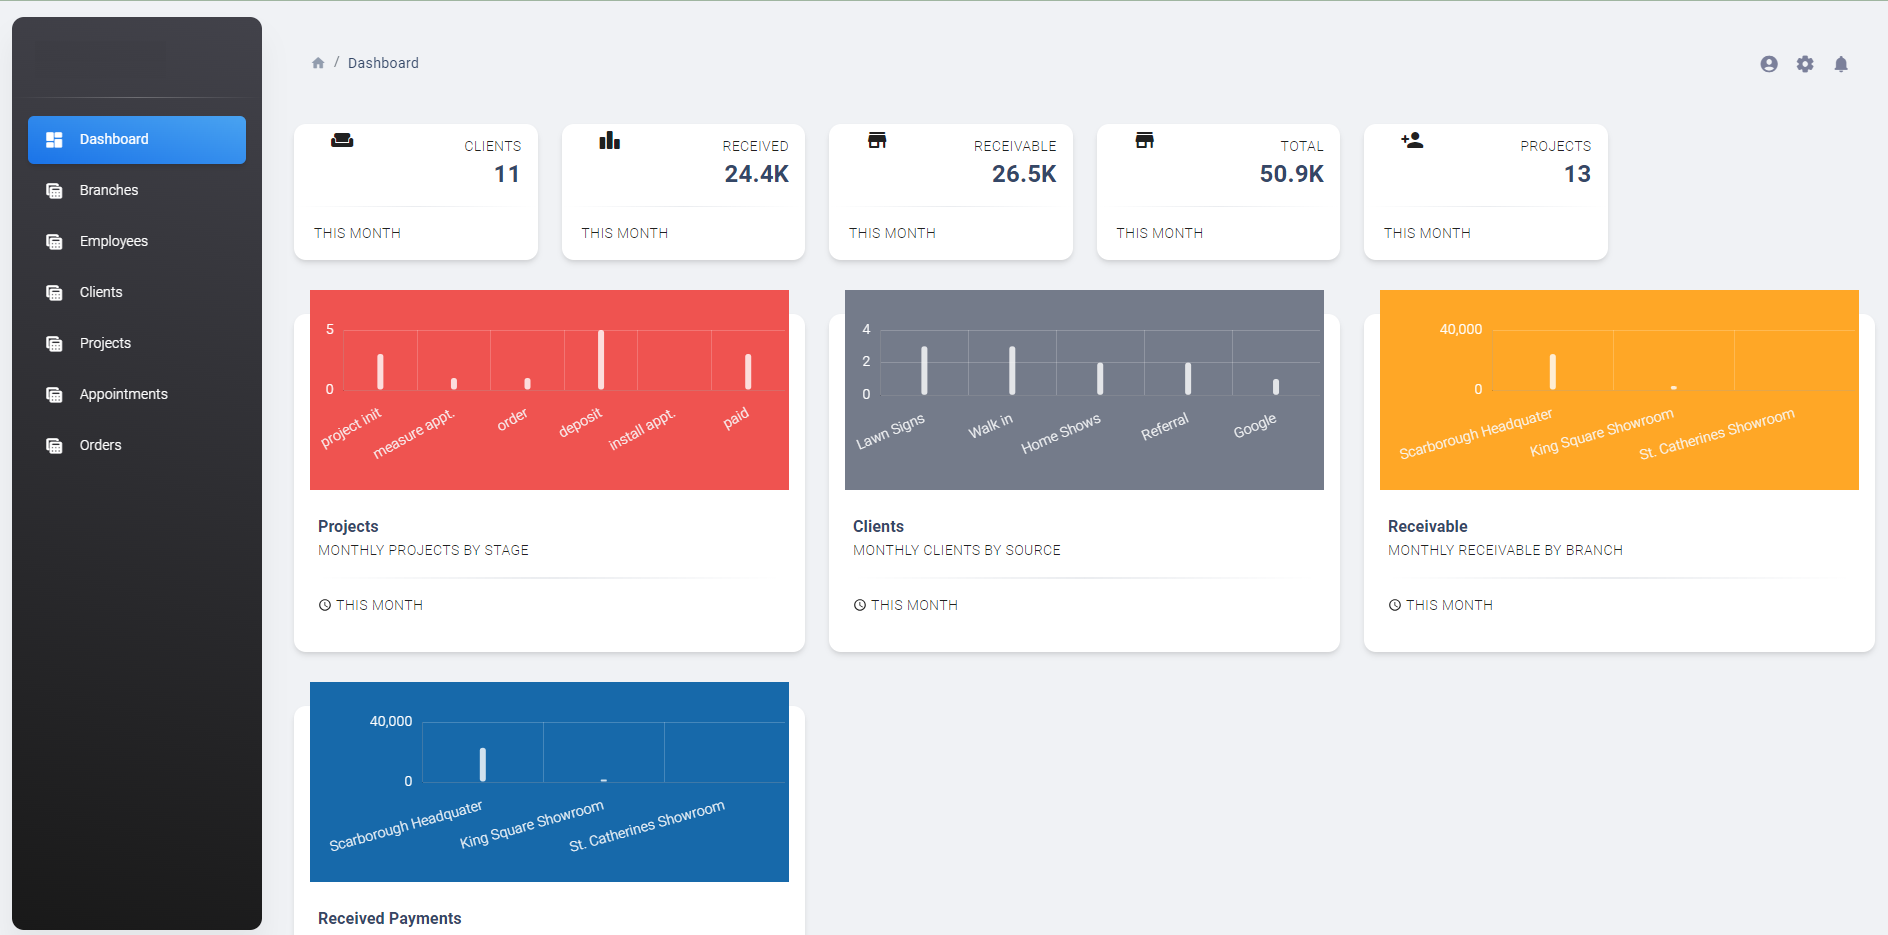 / Dashboard
Dashboard
Branches
Employees
Clients
Projects
Appointments
Orders
CLIENTS
11
THIS MONTH
RECEIVED
24.4K
THIS MONTH
RECEIVABLE
26.5K
THIS MONTH
TOTAL
50.9K
THIS MONTH
PROJECTS
13
THIS MONTH
5
0
project init
measure appt.
order
deposit
install appt.
paid
Projects
MONTHLY PROJECTS BY STAGE
THIS MONTH
4
2
0
Lawn Signs
Walk in
Home Shows
Referral
Google
Clients
MONTHLY CLIENTS BY SOURCE
THIS MONTH
40,000
0
Scarborough Headquater
King Square Showroom
St. Catherines Showroom
Receivable
MONTHLY RECEIVABLE BY BRANCH
THIS MONTH
40,000
0
Scarborough Headquater
King Square Showroom
St. Catherines Showroom
Received Payments